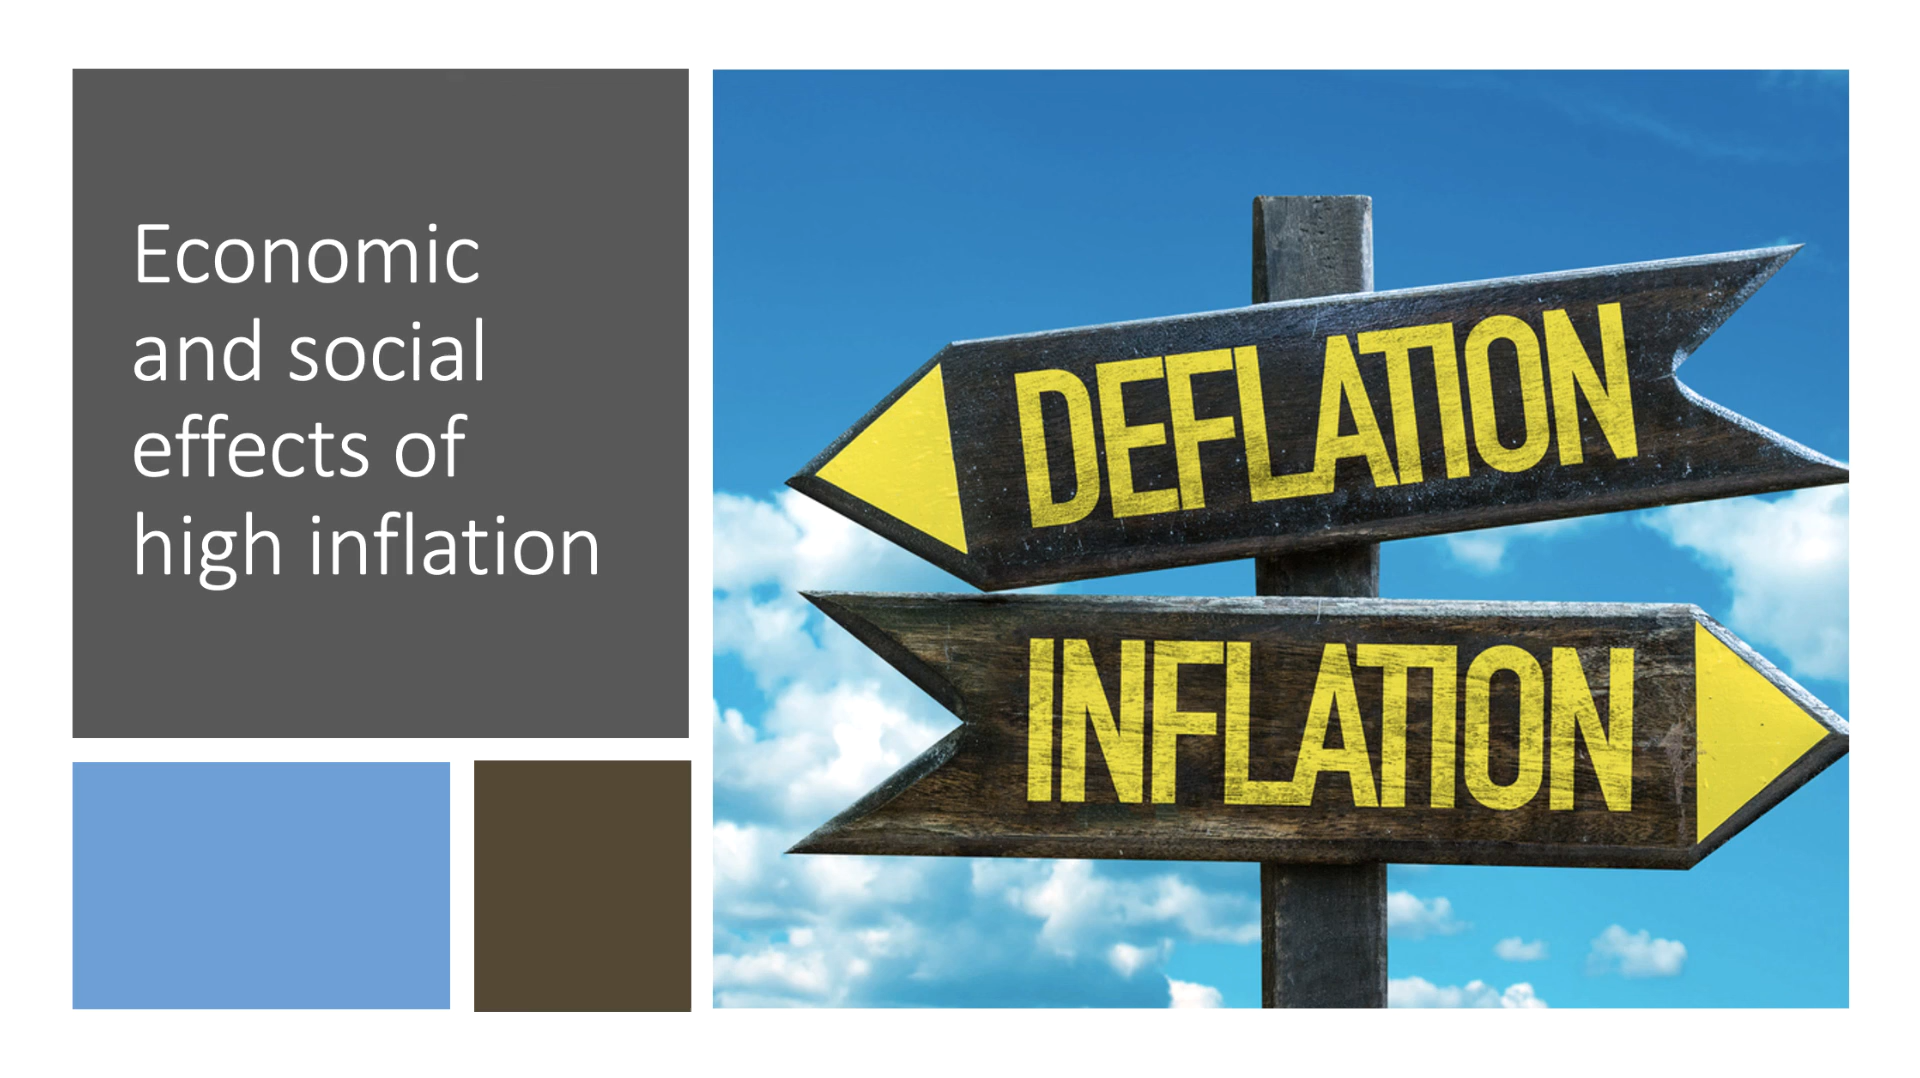 Economic
and social
effects of
high inflation
DEFLATION
INFLATION